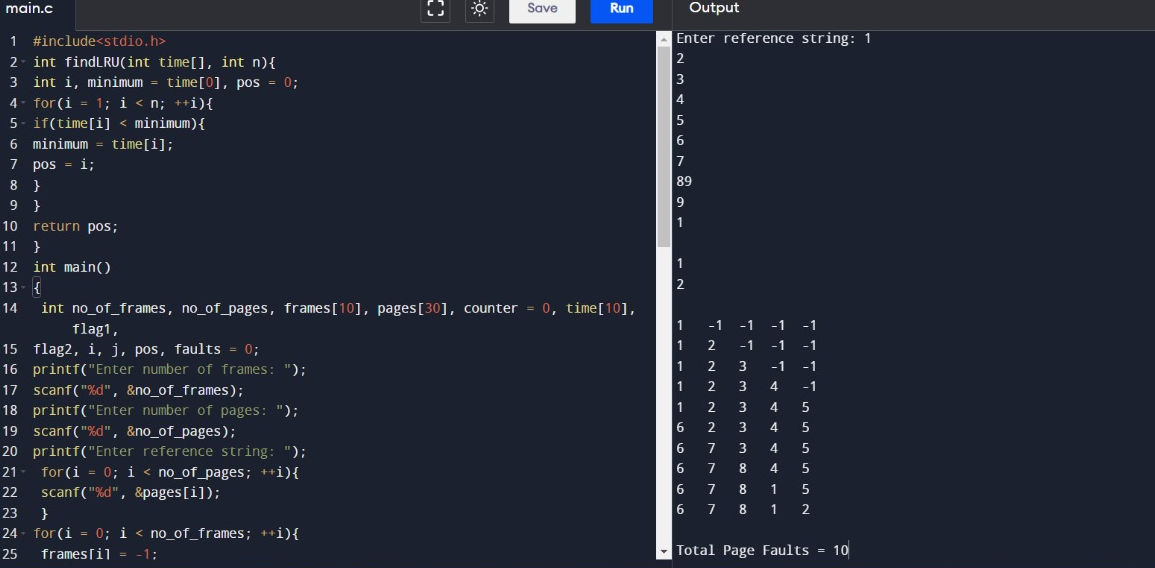 main.c
Save
Run
Output
1 #include<stdio.h>
2 int findLRU(int time[], int n){
3 int i, minimum = time[0], pos = 0;
4 for(i = 1; i < n; ++i){
5 if(time[i] < minimum){
6 minimum = time[i];
7 pos = i;
8 }
9 }
10 return pos;
11 }
12 int main()
13 {
14 int no_of_frames, no_of_pages, frames[10], pages[30], counter = 0, time[10],
flag1,
15 flag2, i, j, pos, faults = 0;
16 printf("Enter number of frames: ");
17 scanf("%d", &no_of_frames);
18 printf("Enter number of pages: ");
19 scanf("%d", &no_of_pages);
20 printf("Enter reference string: ");
21 for(i = 0; i < no_of_pages; ++i){
22 scanf("%d", &pages[i]);
23 }
24 for(i = 0; i < no_of_frames; ++i){
25 frames[i] = -1;
Enter reference string: 1
2
3
4
5
6
7
89
9
1
1
2
1 -1 -1 -1 -1
1 2 -1 -1 -1
1 2 3 -1 -1
1 2 3 4 -1
1 2 3 4 5
6 2 3 4 5
6 7 3 4 5
6 7 8 4 5
6 7 8 1 5
6 7 8 1 2
Total Page Faults = 10